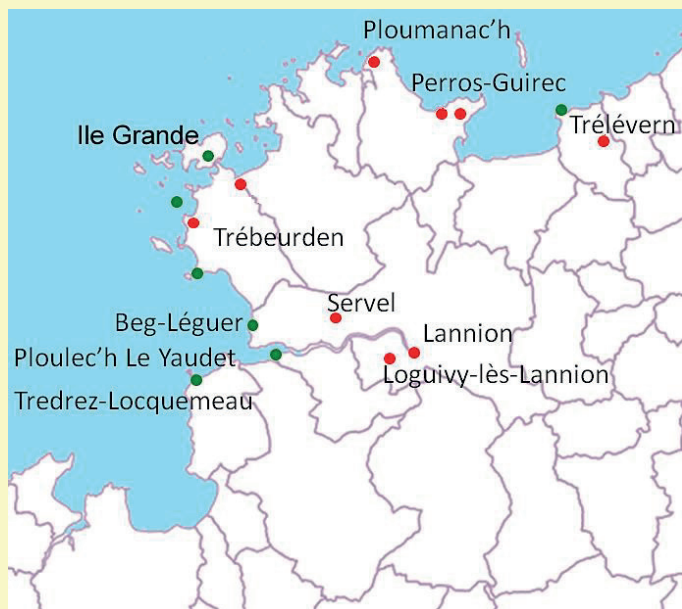 Ploumanac'h
Perros-Guirec
Trélévern
Ile Grande
Trébeurden
Servel
Beg-Léguer
Lannion
Ploulec'h Le Yaudet
Loguivy-lès-Lannion
Tredrez-Locquemeau